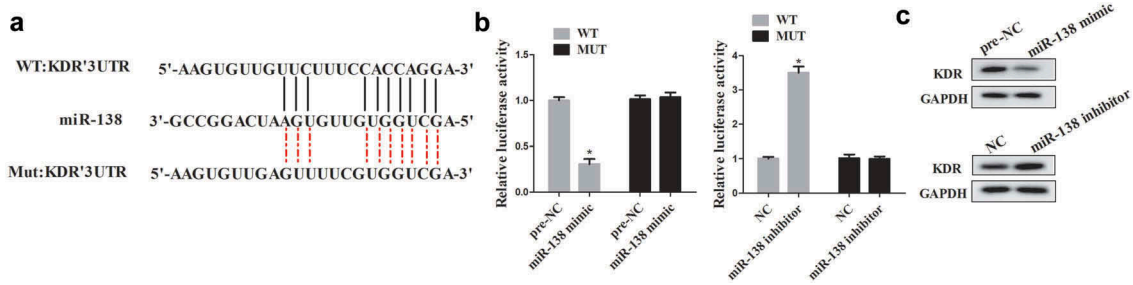 a
WT:KDR'3UTR 5'-AAGUGUUGUUCUUUCCACCAGGA-3'
miR-138 3'-GCCGGACUAAGUGUUGUGGUCGA-5'
Mut:KDR'3UTR 5'-AAGUGUUGAGUUUUCGUGGUCGA-3'
b
WT
MUT
Relative luciferase activity
1.5
1.0
0.5
0.0
pre-NC
miR-138 mimic
pre-NC
miR-138 mimic
*
WT
MUT
Relative luciferase activity
4
3
2
1
0
NC
miR-138 inhibitor
NC
miR-138 inhibitor
*
c
pre-NC
miR-138 mimic
KDR
GAPDH
NC
miR-138 inhibitor
KDR
GAPDH